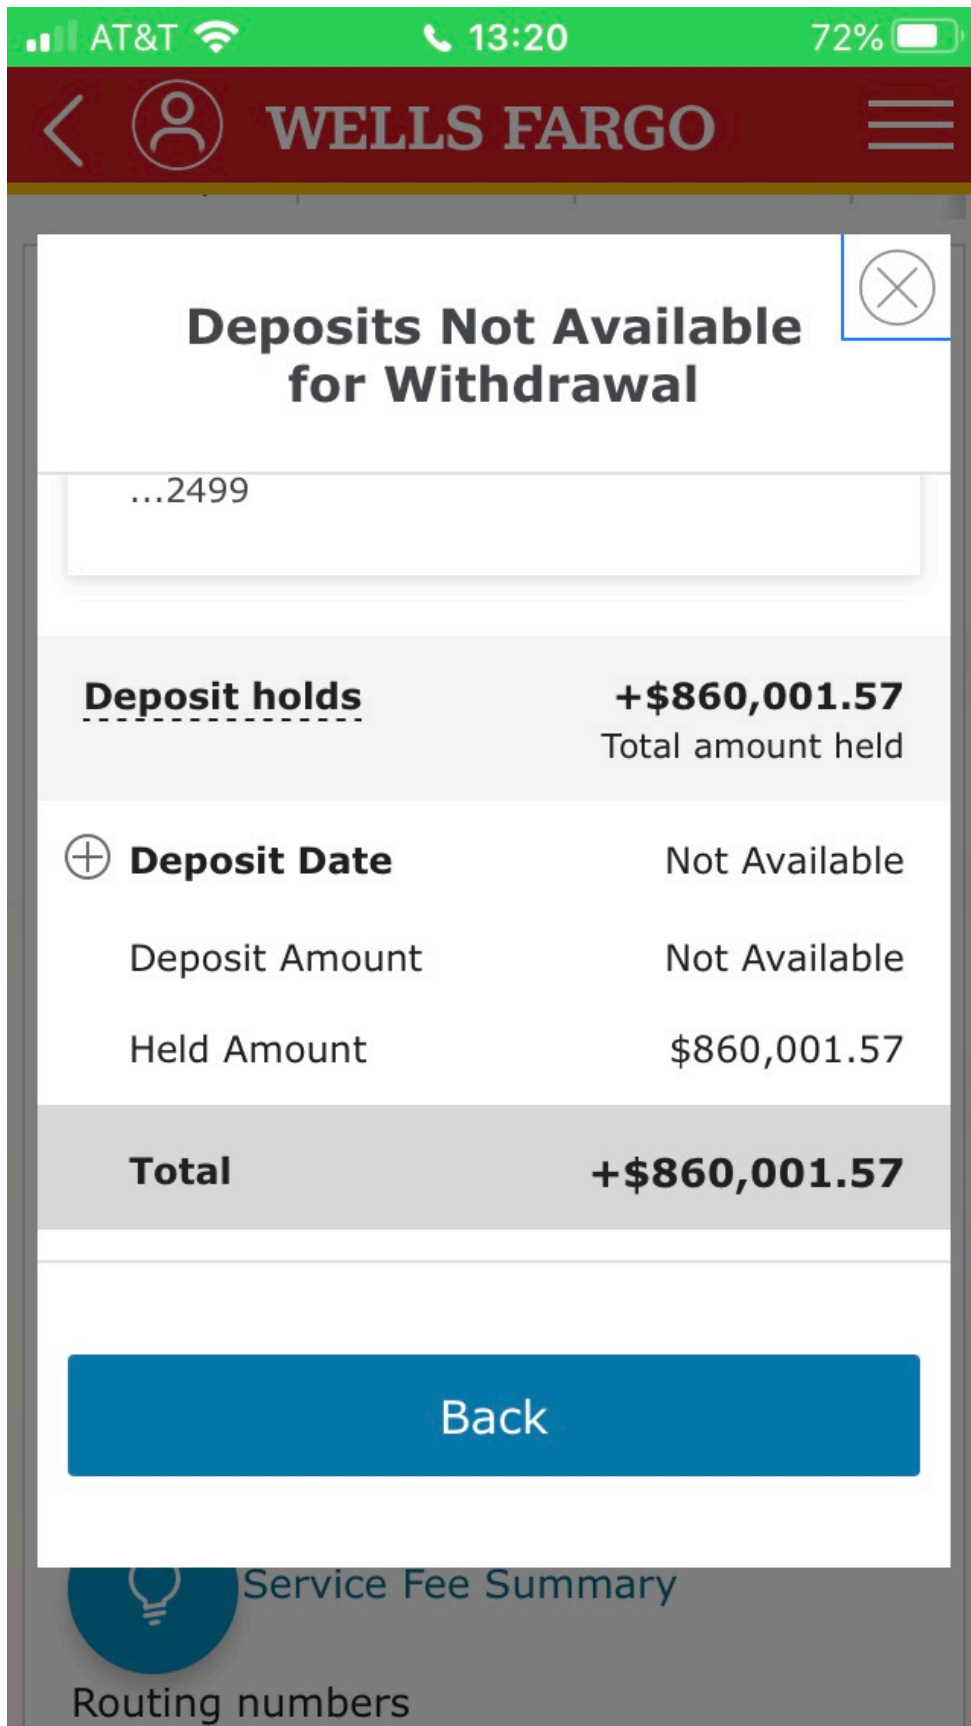 AT&T 13:20 72%
WELLS FARGO
Deposits Not Available
for Withdrawal
...2499
Deposit holds +$860,001.57
Total amount held
Deposit Date Not Available
Deposit Amount Not Available
Held Amount $860,001.57
Total +$860,001.57
Back
Service Fee Summary
Routing numbers